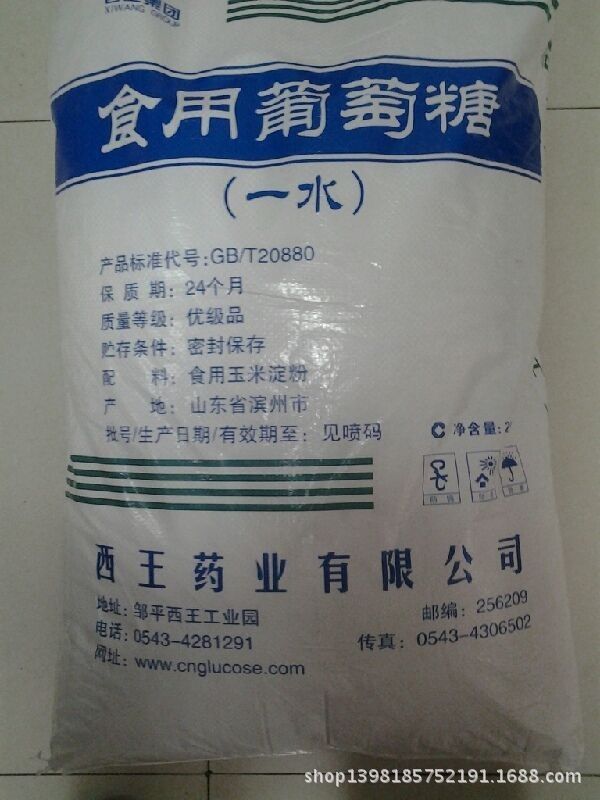 XIWANG GROUP
食用葡萄糖
(一水)
产品标准代号:GB/T20880
保质期: 24个月
质量等级: 优级品
贮存条件: 密封保存
配料: 食用玉米淀粉
产地: 山东省滨州市
批号/生产日期/有效期至: 见喷码
C 净含量:2
西王药业有限公司
地址: 邹平西王工业园
邮编: 256209
电话: 0543-4281291
传真: 0543-4306502
网址: www.cnglucose.com
shop1398185752191.1688.com